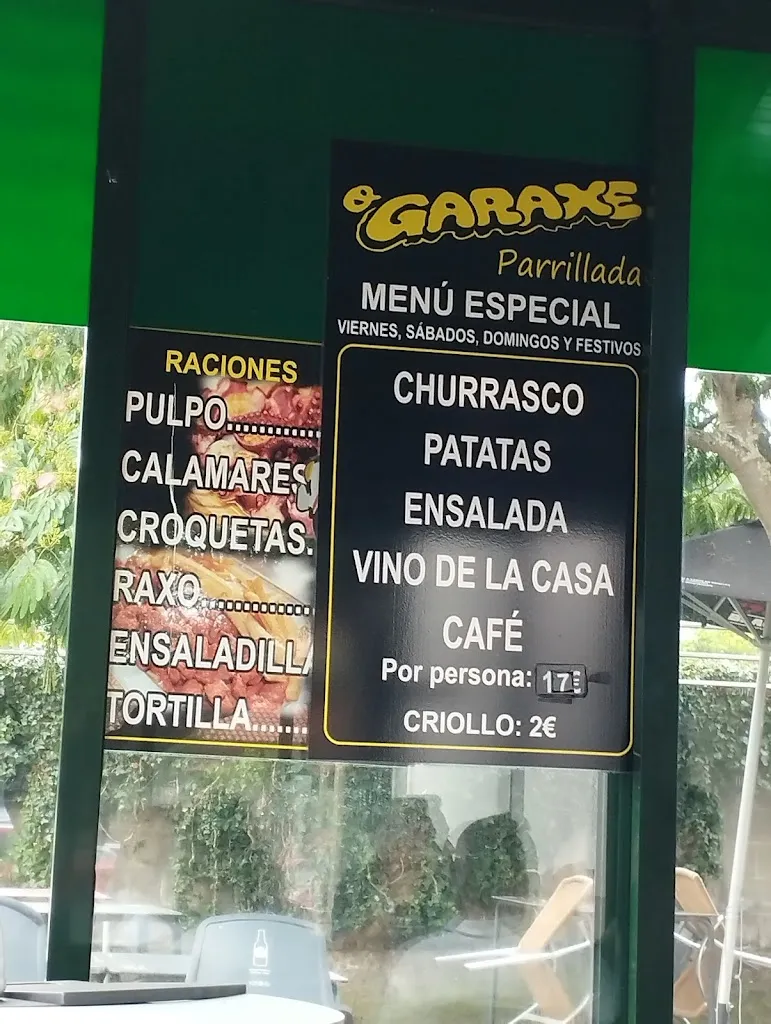 O GARAXE
Parrillada
MENÚ ESPECIAL
VIERNES, SÁBADOS, DOMINGOS Y FESTIVOS
CHURRASCO
PATATAS
ENSALADA
VINO DE LA CASA
CAFÉ
Por persona: 17€
CRIOLLO: 2€
RACIONES
PULPO..............
CALAMARES
CROQUETAS.
RAXO..............
ENSALADILLA
TORTILLA.......